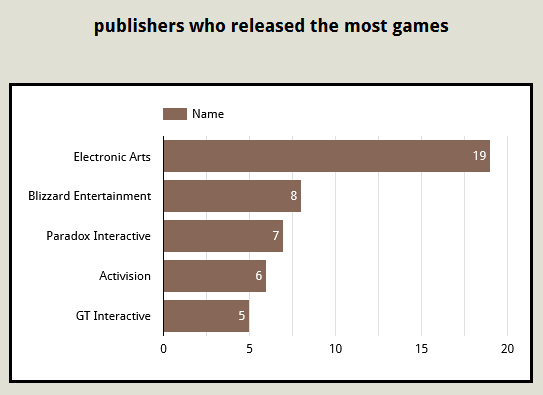 publishers who released the most games
Name
Electronic Arts 19
Blizzard Entertainment 8
Paradox Interactive 7
Activision 6
GT Interactive 5
0 5 10 15 20